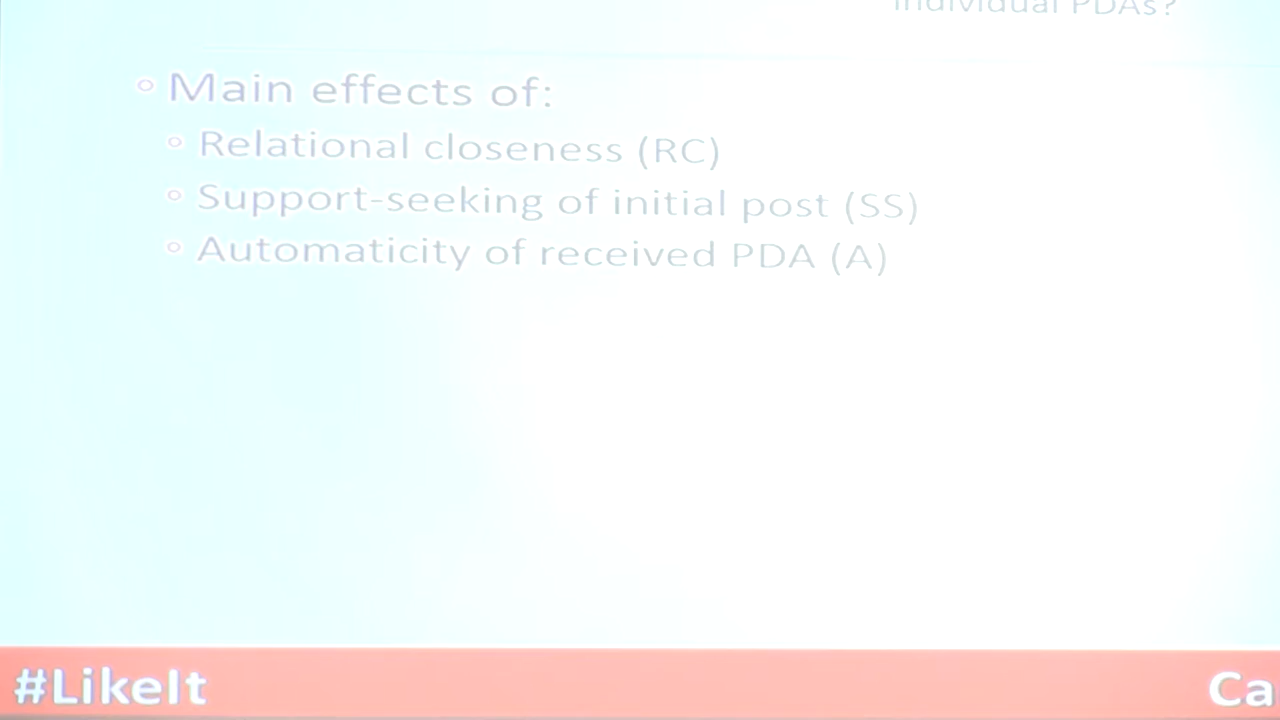 individual PDAs?
Main effects of:
Relational closeness (RC)
Support-seeking of initial post (SS)
Automaticity of received PDA (A)
#LikeIt
Ca